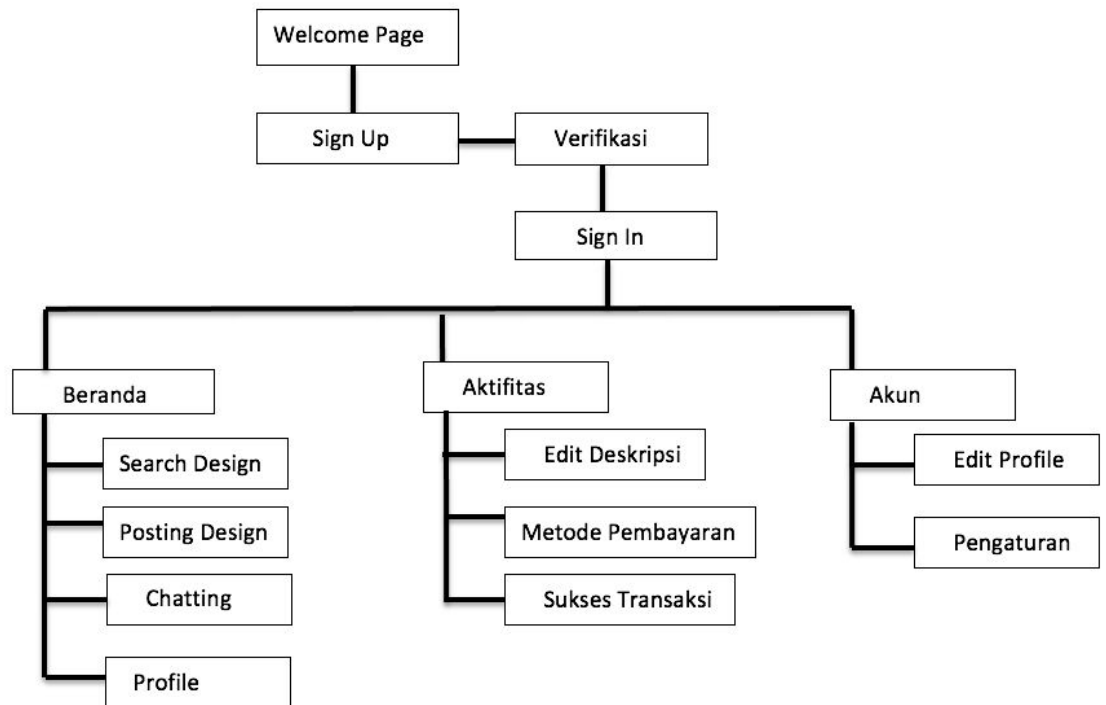 Welcome Page
Sign Up
Verifikasi
Sign In
Beranda
Search Design
Posting Design
Chatting
Profile
Aktifitas
Edit Deskripsi
Metode Pembayaran
Sukses Transaksi
Akun
Edit Profile
Pengaturan